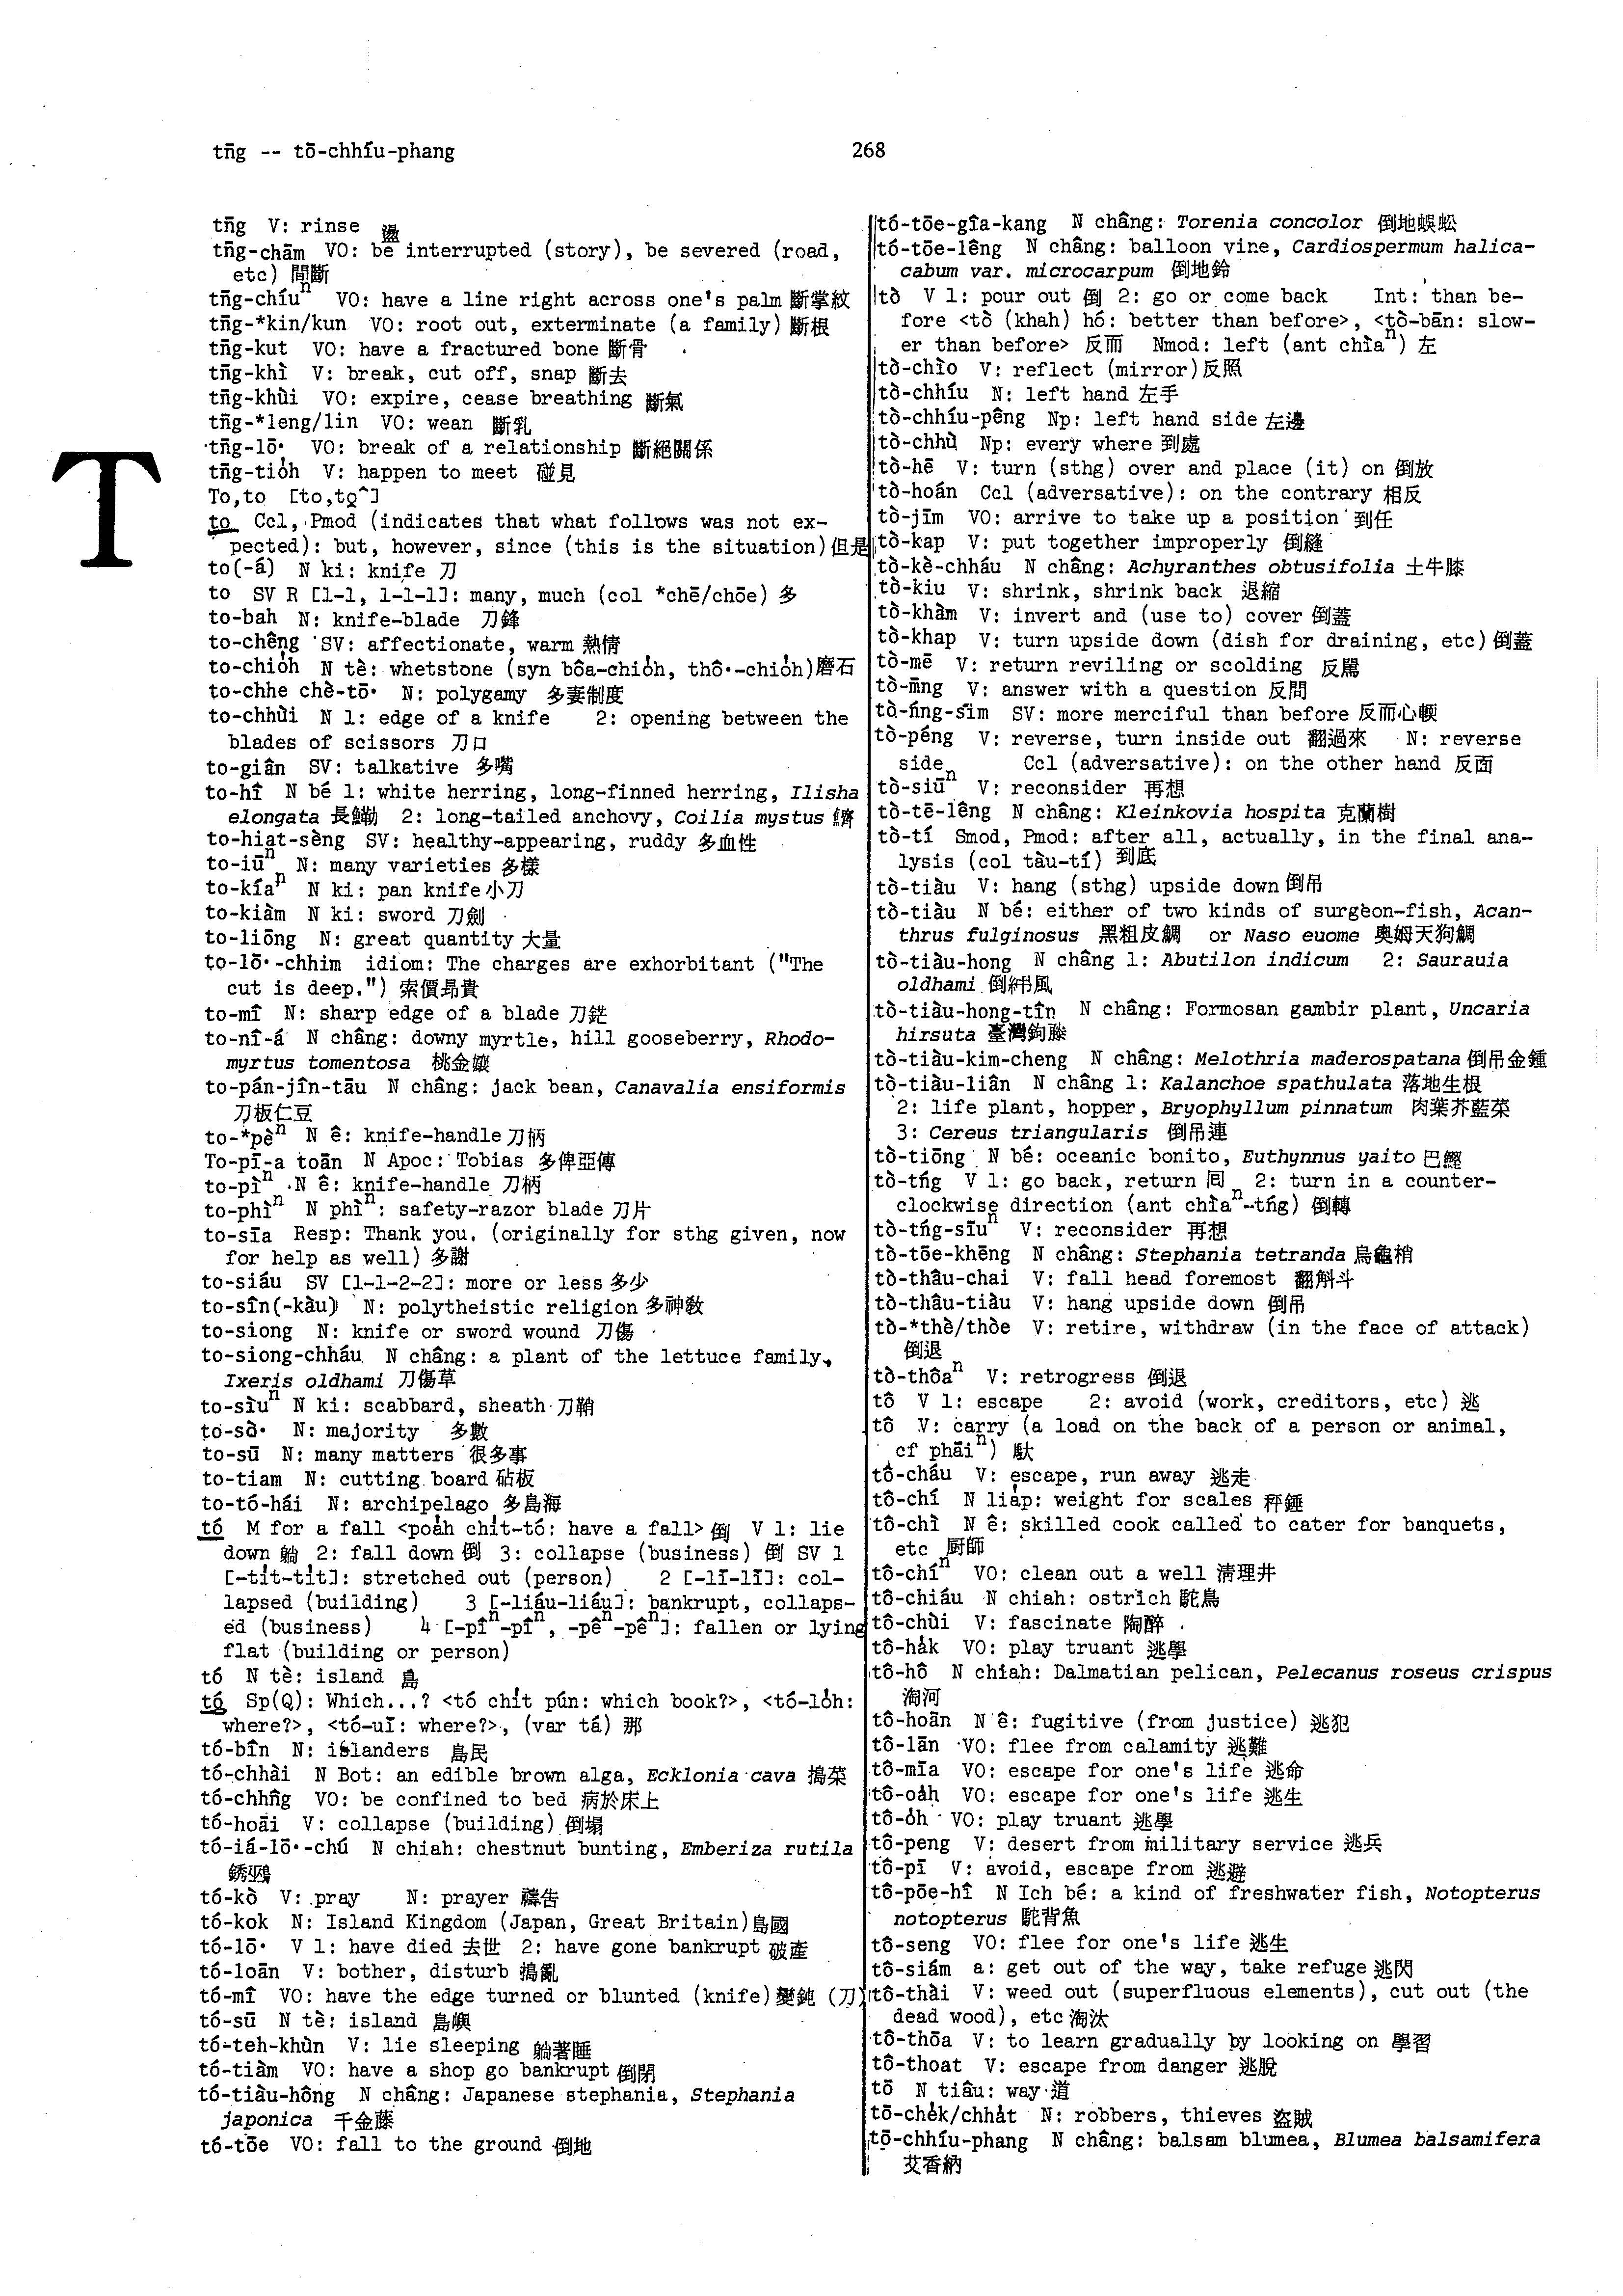 tn̄g -- tō-chhíu-phang
268
T
tn̄g V: rinse 盪
tn̄g-chām VO: be interrupted (story), be severed (road,
etc) 間斷
tn̄g-chíuⁿ VO: have a line right across one's palm 斷掌紋
tn̄g-*kin/kun VO: root out, exterminate (a family) 斷根
tn̄g-kut VO: have a fractured bone 斷骨
tn̄g-khì V: break, cut off, snap 斷去
tn̄g-khùi VO: expire, cease breathing 斷氣
tn̄g-*leng/lin VO: wean 斷乳
tn̄g-lō· VO: break of a relationship 斷絕關係
tn̄g-tio̍h V: happen to meet 碰見
To,to [to,tọ^]
to Ccl, Pmod (indicates that what follows was not ex-
pected): but, however, since (this is the situation) 但是
to(-á) N ki: knife 刀
to SV R [1-1, 1-1-1]: many, much (col *chē/chōe) 多
to-bah N: knife-blade 刀鋒
to-chêng SV: affectionate, warm 熱情
to-chio̍h N tè: whetstone (syn bôa-chio̍h, thô·-chio̍h) 磨石
to-chhe chè-tō· N: polygamy 多妻制度
to-chhùi N 1: edge of a knife 2: opening between the
blades of scissors 刀口
to-giân SV: talkative 多嘴
to-hî N bé 1: white herring, long-finned herring, Ilisha
elongata 長鰳 2: long-tailed anchovy, Coilia mystus 鱭
to-hiat-sèng SV: healthy-appearing, ruddy 多血性
to-iūⁿ N: many varieties 多樣
to-kíaⁿ N ki: pan knife 小刀
to-kiàm N ki: sword 刀劍
to-liōng N: great quantity 大量
to-lō·-chhim idiom: The charges are exhorbitant ("The
cut is deep.") 索價昂貴
to-mî N: sharp edge of a blade 刀鋩
to-nî-á N châng: downy myrtle, hill gooseberry, Rhodo-
myrtus tomentosa 桃金孃
to-pán-jîn-tāu N châng: jack bean, Canavalia ensiformis
刀板仁豆
to-*pèⁿ N ê: knife-handle 刀柄
To-pī-a toān N Apoc: Tobias 多俾亞傳
to-pìⁿ N ê: knife-handle 刀柄
to-phìⁿ N phìⁿ: safety-razor blade 刀片
to-sīa Resp: Thank you. (originally for sthg given, now
for help as well) 多謝
to-siáu SV [1-1-2-2]: more or less 多少
to-sîn(-kàu) N: polytheistic religion 多神教
to-siong N: knife or sword wound 刀傷
to-siong-chháu N châng: a plant of the lettuce family,
Ixeris oldhami 刀傷草
to-sìuⁿ N ki: scabbard, sheath 刀鞘
to-sò· N: majority 多數
to-sū N: many matters 很多事
to-tiam N: cutting board 砧板
to-tó-hái N: archipelago 多島海
tó M for a fall <poa̍h chi̍t-tó: have a fall> 倒 V 1: lie
down 躺 2: fall down 倒 3: collapse (business) 倒 SV 1
[-ti̍t-ti̍t]: stretched out (person) 2 [-lī-lī]: col-
lapsed (building) 3 [-liáu-liáu]: bankrupt, collaps-
ed (business) 4 [-pîⁿ-pîⁿ, -pêⁿ-pêⁿ]: fallen or lying
flat (building or person)
tó N tè: island 島
tó Sp(Q): Which...? <tó chi̍t pún: which book?>, <tó-lo̍h:
where?>, <tó-uī: where?>, (var tá) 那
tó-bîn N: islanders 島民
tó-chhài N Bot: an edible brown alga, Ecklonia cava 搗菜
tó-chhn̂g VO: be confined to bed 病於床上
tó-hoāi V: collapse (building) 倒塌
tó-iá-lō·-chú N chiah: chestnut bunting, Emberiza rutila
銹鵐
tó-kò V: pray N: prayer 禱告
tó-kok N: Island Kingdom (Japan, Great Britain) 島國
tó-lō· V 1: have died 去世 2: have gone bankrupt 破產
tó-loān V: bother, disturb 搗亂
tó-mî VO: have the edge turned or blunted (knife) 變鈍 (刀)
tó-sū N tè: island 島嶼
tó-teh-khùn V: lie sleeping 躺著睡
tó-tiàm VO: have a shop go bankrupt 倒閉
tó-tiàu-hông N châng: Japanese stephania, Stephania
japonica 千金藤
tó-tōe VO: fall to the ground 倒地
tó-tōe-gîa-kang N châng: Torenia concolor 倒地蜈蚣
tó-tōe-lêng N châng: balloon vine, Cardiospermum halica-
cabum var. microcarpum 倒地鈴
tò V 1: pour out 倒 2: go or come back Int: than be-
fore <tò (khah) hó: better than before>, <tò-bān: slow-
er than before> 反而 Nmod: left (ant chìaⁿ) 左
tò-chìo V: reflect (mirror) 反照
tò-chhíu N: left hand 左手
tò-chhíu-pêng Np: left hand side 左邊
tò-chhù Np: every where 到處
tò-hē V: turn (sthg) over and place (it) on 倒放
tò-hoán Ccl (adversative): on the contrary 相反
tò-jīm VO: arrive to take up a position 到任
tò-kap V: put together improperly 倒縫
tò-kè-chháu N châng: Achyranthes obtusifolia 土牛膝
tò-kiu V: shrink, shrink back 退縮
tò-khàm V: invert and (use to) cover 倒蓋
tò-khap V: turn upside down (dish for draining, etc) 倒蓋
tò-mē V: return reviling or scolding 反罵
tò-m̄ng V: answer with a question 反問
tò-ńng-sim SV: more merciful than before 反而心輭
tò-péng V: reverse, turn inside out 翻過來 N: reverse
side Ccl (adversative): on the other hand 反面
tò-siūⁿ V: reconsider 再想
tò-tē-lêng N châng: Kleinkovia hospita 克蘭樹
tò-tí Smod, Pmod: after all, actually, in the final ana-
lysis (col tàu-tí) 到底
tò-tiàu V: hang (sthg) upside down 倒吊
tò-tiàu N bé: either of two kinds of surgeon-fish, Acan-
thrus fulginosus 黑粗皮鯛 or Naso euome 奧姆天狗鯛
tò-tiàu-hong N châng 1: Abutilon indicum 2: Saurauia
oldhami 倒吊風
tò-tiàu-hong-tîn N châng: Formosan gambir plant, Uncaria
hirsuta 臺灣鉤藤
tò-tiàu-kim-cheng N châng: Melothria maderospatana 倒吊金鍾
tò-tiàu-liân N châng 1: Kalanchoe spathulata 落地生根
2: life plant, hopper, Bryophyllum pinnatum 肉葉芥藍菜
3: Cereus triangularis 倒吊連
tò-tiōng N bé: oceanic bonito, Euthynnus yaito 巴鰹
tò-tńg V 1: go back, return 回 2: turn in a counter-
clockwise direction (ant chìaⁿ-tńg) 倒轉
tò-tńg-sīuⁿ V: reconsider 再想
tò-tōe-khēng N châng: Stephania tetranda 烏龜梢
tò-thâu-chai V: fall head foremost 翻斛斗
tò-thâu-tiàu V: hang upside down 倒吊
tò-*thè/thòe V: retire, withdraw (in the face of attack)
倒退
tò-thôaⁿ V: retrogress 倒退
tô V 1: escape 2: avoid (work, creditors, etc) 逃
tô V: carry (a load on the back of a person or animal,
cf phāiⁿ) 馱
tô-cháu V: escape, run away 逃走
tô-chí N lia̍p: weight for scales 秤錘
tô-chì N ê: skilled cook called to cater for banquets,
etc 厨師
tô-chíⁿ VO: clean out a well 清理井
tô-chiáu N chiah: ostrich 駝鳥
tô-chùi V: fascinate 陶醉
tô-ha̍k VO: play truant 逃學
tô-hô N chiah: Dalmatian pelican, Pelecanus roseus crispus
淘河
tô-hoān N ê: fugitive (from justice) 逃犯
tô-lān VO: flee from calamity 逃難
tô-mīa VO: escape for one's life 逃命
tô-oa̍h VO: escape for one's life 逃生
tô-o̍h VO: play truant 逃學
tô-peng V: desert from military service 逃兵
tô-pī V: avoid, escape from 逃避
tô-pōe-hî N Ich bé: a kind of freshwater fish, Notopterus
notopterus 駝背魚
tô-seng VO: flee for one's life 逃生
tô-siám a: get out of the way, take refuge 逃閃
tô-thài V: weed out (superfluous elements), cut out (the
dead wood), etc 淘汰
tô-thōa V: to learn gradually by looking on 學習
tô-thoat V: escape from danger 逃脫
tō N tiâu: way 道
tō-che̍k/chha̍t N: robbers, thieves 盜賊
tō-chhíu-phang N châng: balsam blumea, Blumea balsamifera
艾香納